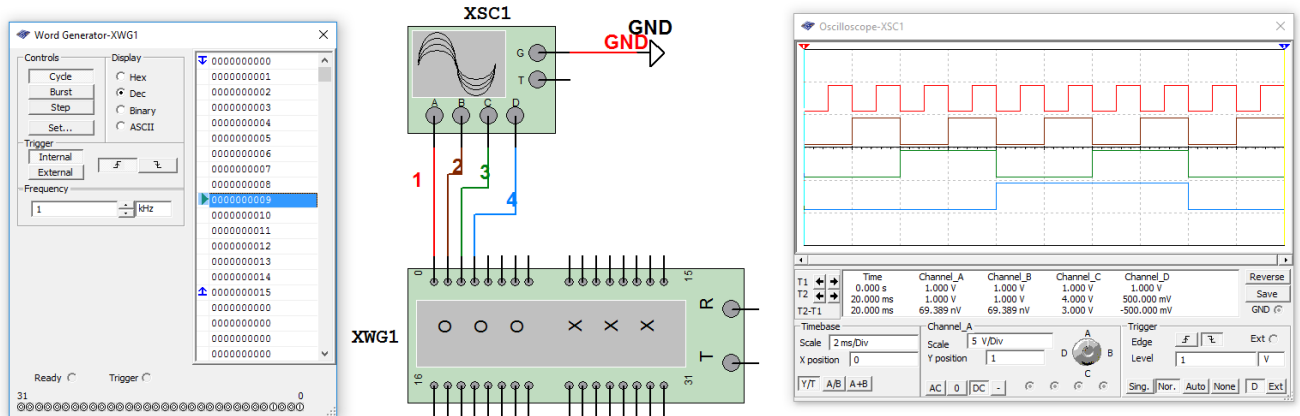 Word Generator-XWG1
Controls
Cycle
Burst
Step
Set...
Display
Hex
Dec
Binary
ASCII
Trigger
Internal
External
Frequency
1 kHz
0000000000
0000000001
0000000002
0000000003
0000000004
0000000005
0000000006
0000000007
0000000008
0000000009
0000000010
0000000011
0000000012
0000000013
0000000014
0000000015
0000000000
0000000000
0000000000
0000000000
Ready Trigger
31 0
XSC1
G
T
A B C D
GND
GND
1
2
3
4
XWG1
0 15
O O O X X X
R
T
16 31
Oscilloscope-XSC1
Time Channel_A Channel_B Channel_C Channel_D
T1 0.000 s 1.000 V 1.000 V 1.000 V 1.000 V
T2 20.000 ms 1.000 V 1.000 V 4.000 V 500.000 mV
T2-T1 20.000 ms 69.389 nV 69.389 nV 3.000 V -500.000 mV
Reverse
Save
GND
Timebase
Scale 2 ms/Div
X position 0
Y/T A/B A+B
Channel_A
Scale 5 V/Div
Y position 1
AC 0 DC -
A
B
C
D
Trigger
Edge Ext
Level 1 V
Sing. Nor. Auto None D Ext